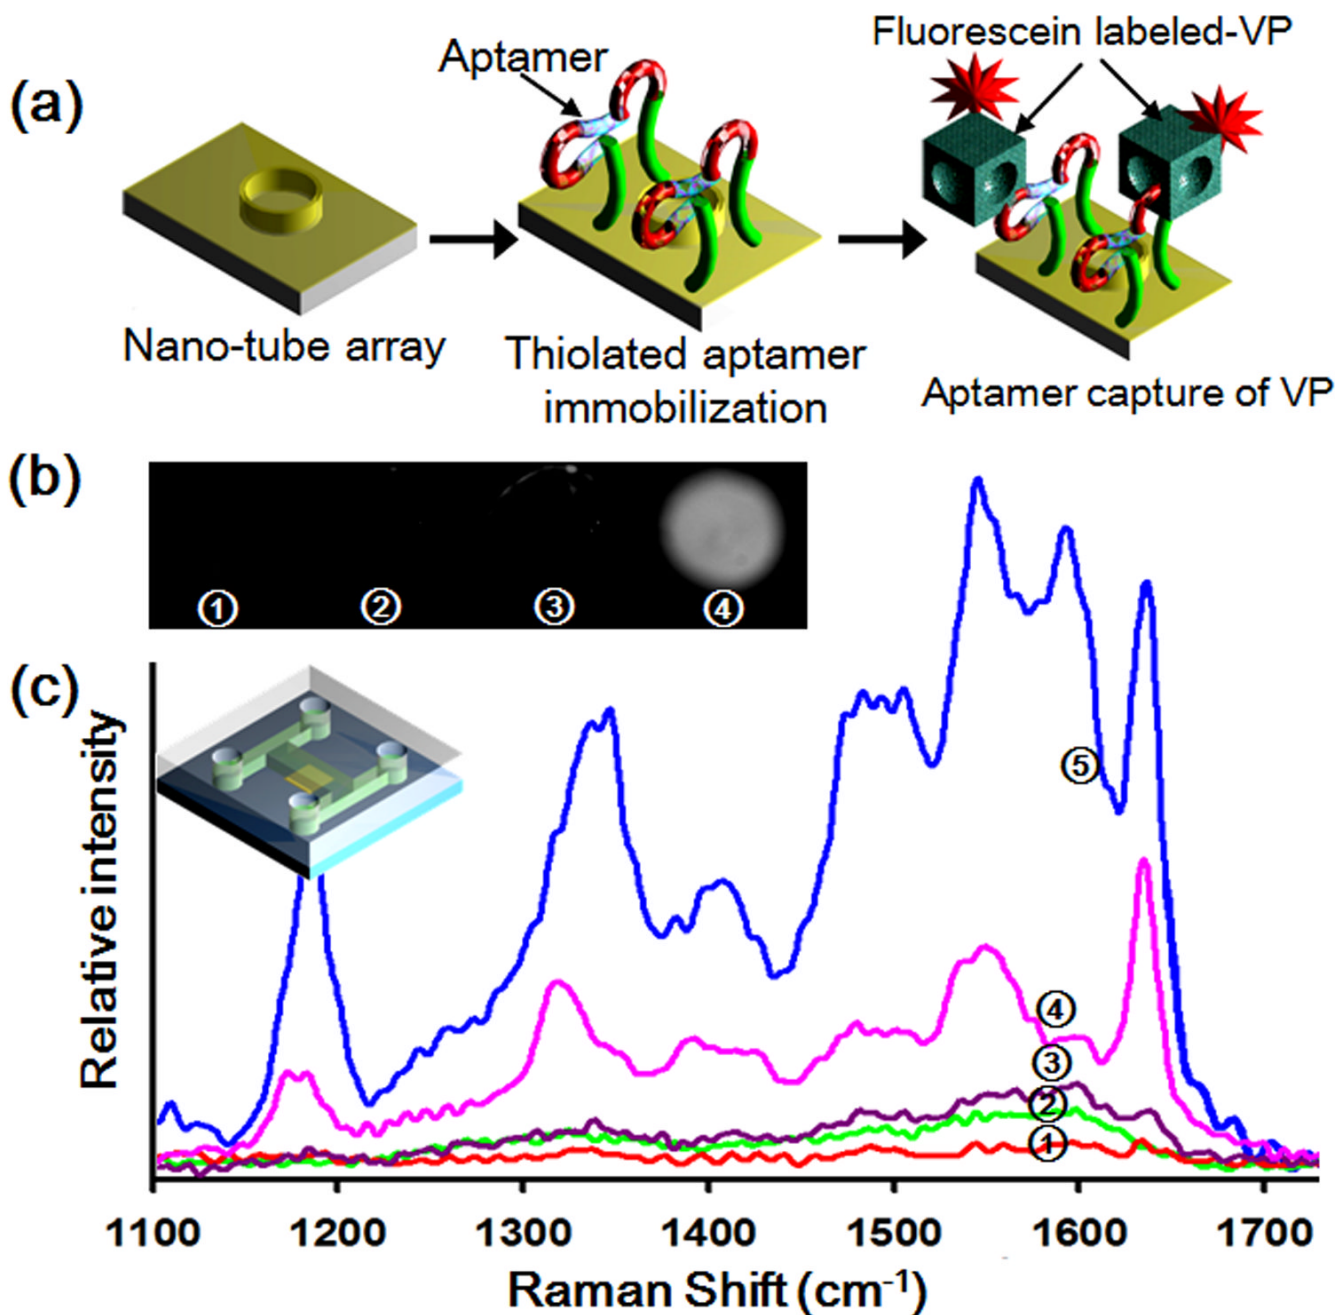 (a)
Aptamer
Fluorescein labeled-VP
Nano-tube array
Thiolated aptamer
immobilization
Aptamer capture of VP
(b)
① ② ③ ④
(c)
Relative intensity
⑤
④
③
②
①
1100 1200 1300 1400 1500 1600 1700
Raman Shift (cm⁻¹)